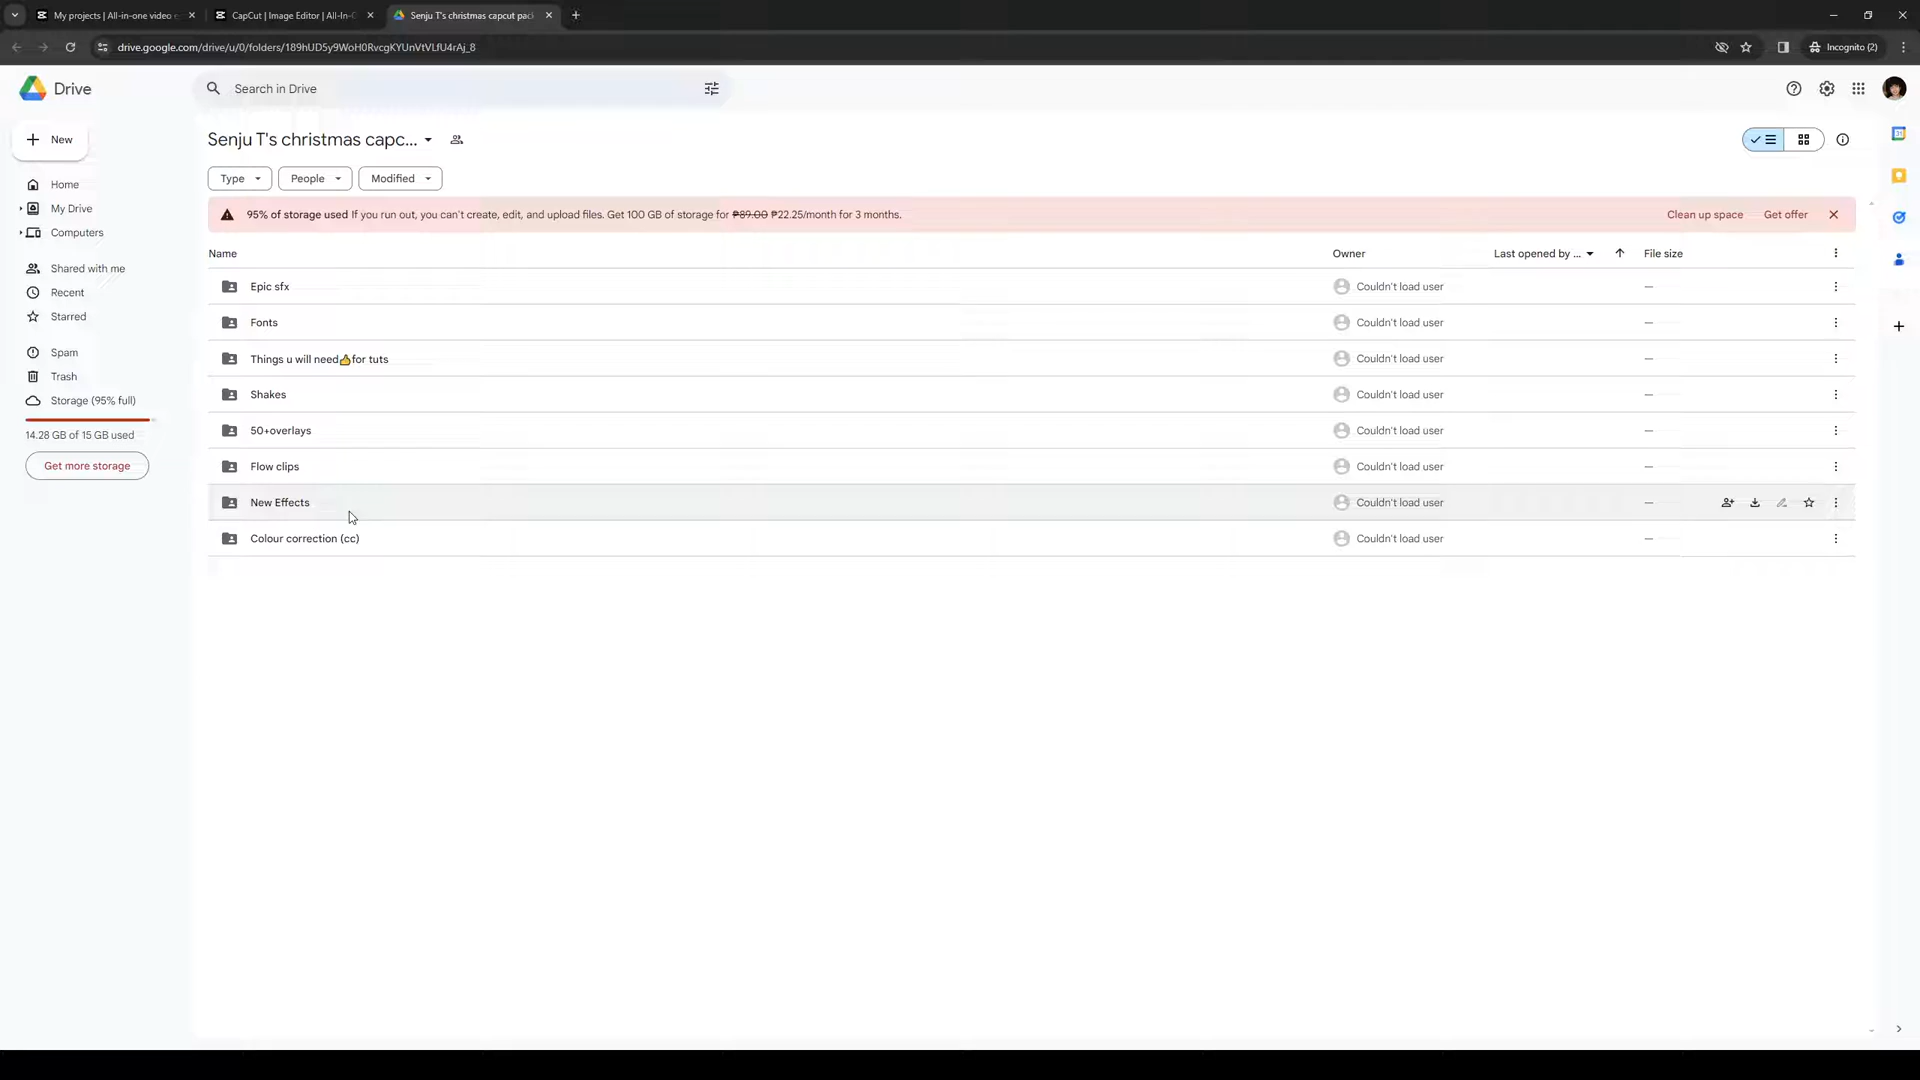 My projects | All-in-one video e
CapCut | Image Editor | All-In-O
Senju T's christmas capcut pac
drive.google.com/drive/u/0/folders/189hUD5y9WoH0RvcgKYUnVtVLfU4rAj_8
Incognito (2)
Drive
Search in Drive
New
Senju T's christmas capc...
Type
People
Modified
Home
My Drive
Computers
Shared with me
Recent
Starred
Spam
Trash
Storage (95% full)
14.28 GB of 15 GB used
Get more storage
95% of storage used If you run out, you can't create, edit, and upload files. Get 100 GB of storage for ₱89.00 ₱22.25/month for 3 months.
Clean up space
Get offer
Name Owner Last opened by ... File size
Epic sfx Couldn't load user —
Fonts Couldn't load user —
Things u will need👍for tuts Couldn't load user —
Shakes Couldn't load user —
50+overlays Couldn't load user —
Flow clips Couldn't load user —
New Effects Couldn't load user —
Colour correction (cc) Couldn't load user —